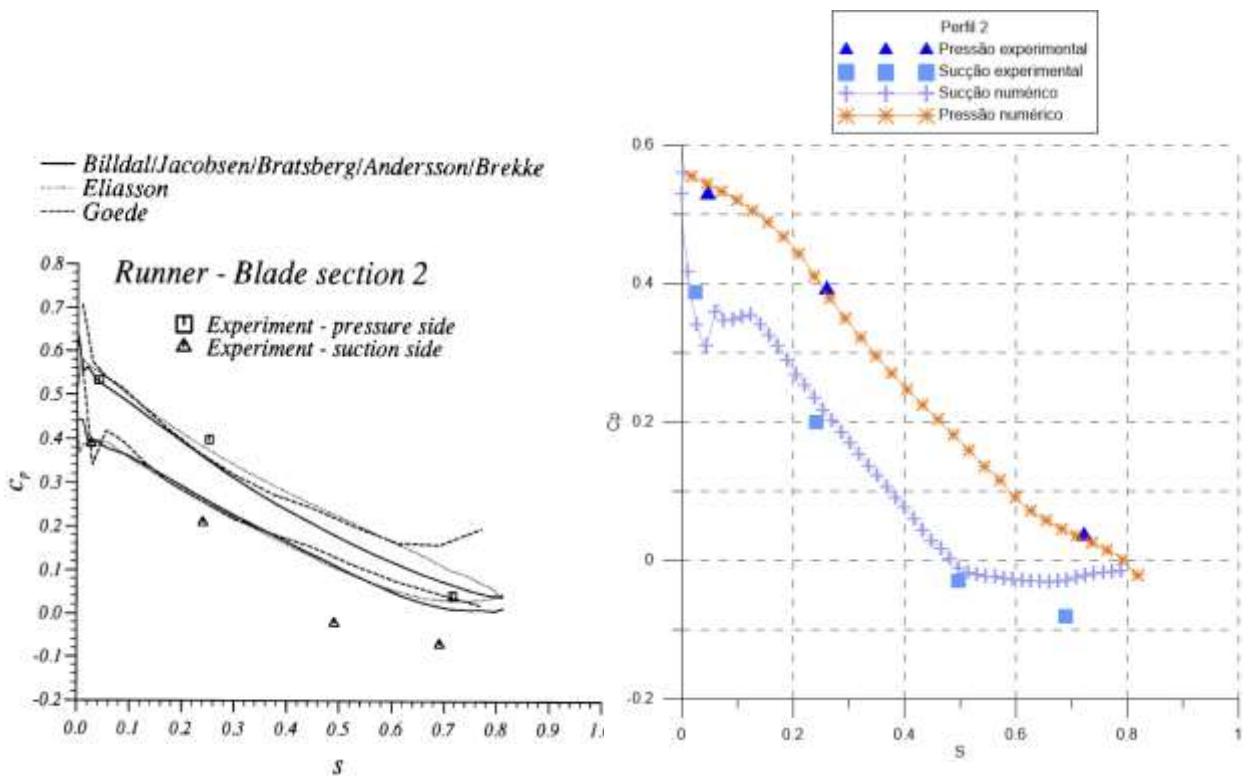 Billdal/Jacobsen/Bratsberg/Andersson/Brekke
Eliasson
Goede
Runner - Blade section 2
Experiment - pressure side
Experiment - suction side
0.8
0.7
0.6
0.5
0.4
0.3
0.2
0.1
0.0
-0.1
-0.2
Cp
0.0 0.1 0.2 0.3 0.4 0.5 0.6 0.7 0.8 0.9 1.
s
Perfil 2
Pressão experimental
Sucção experimental
Sucção numérico
Pressão numérico
0.6
0.4
0.2
0
-0.2
Cp
0 0.2 0.4 0.6 0.8 1
S